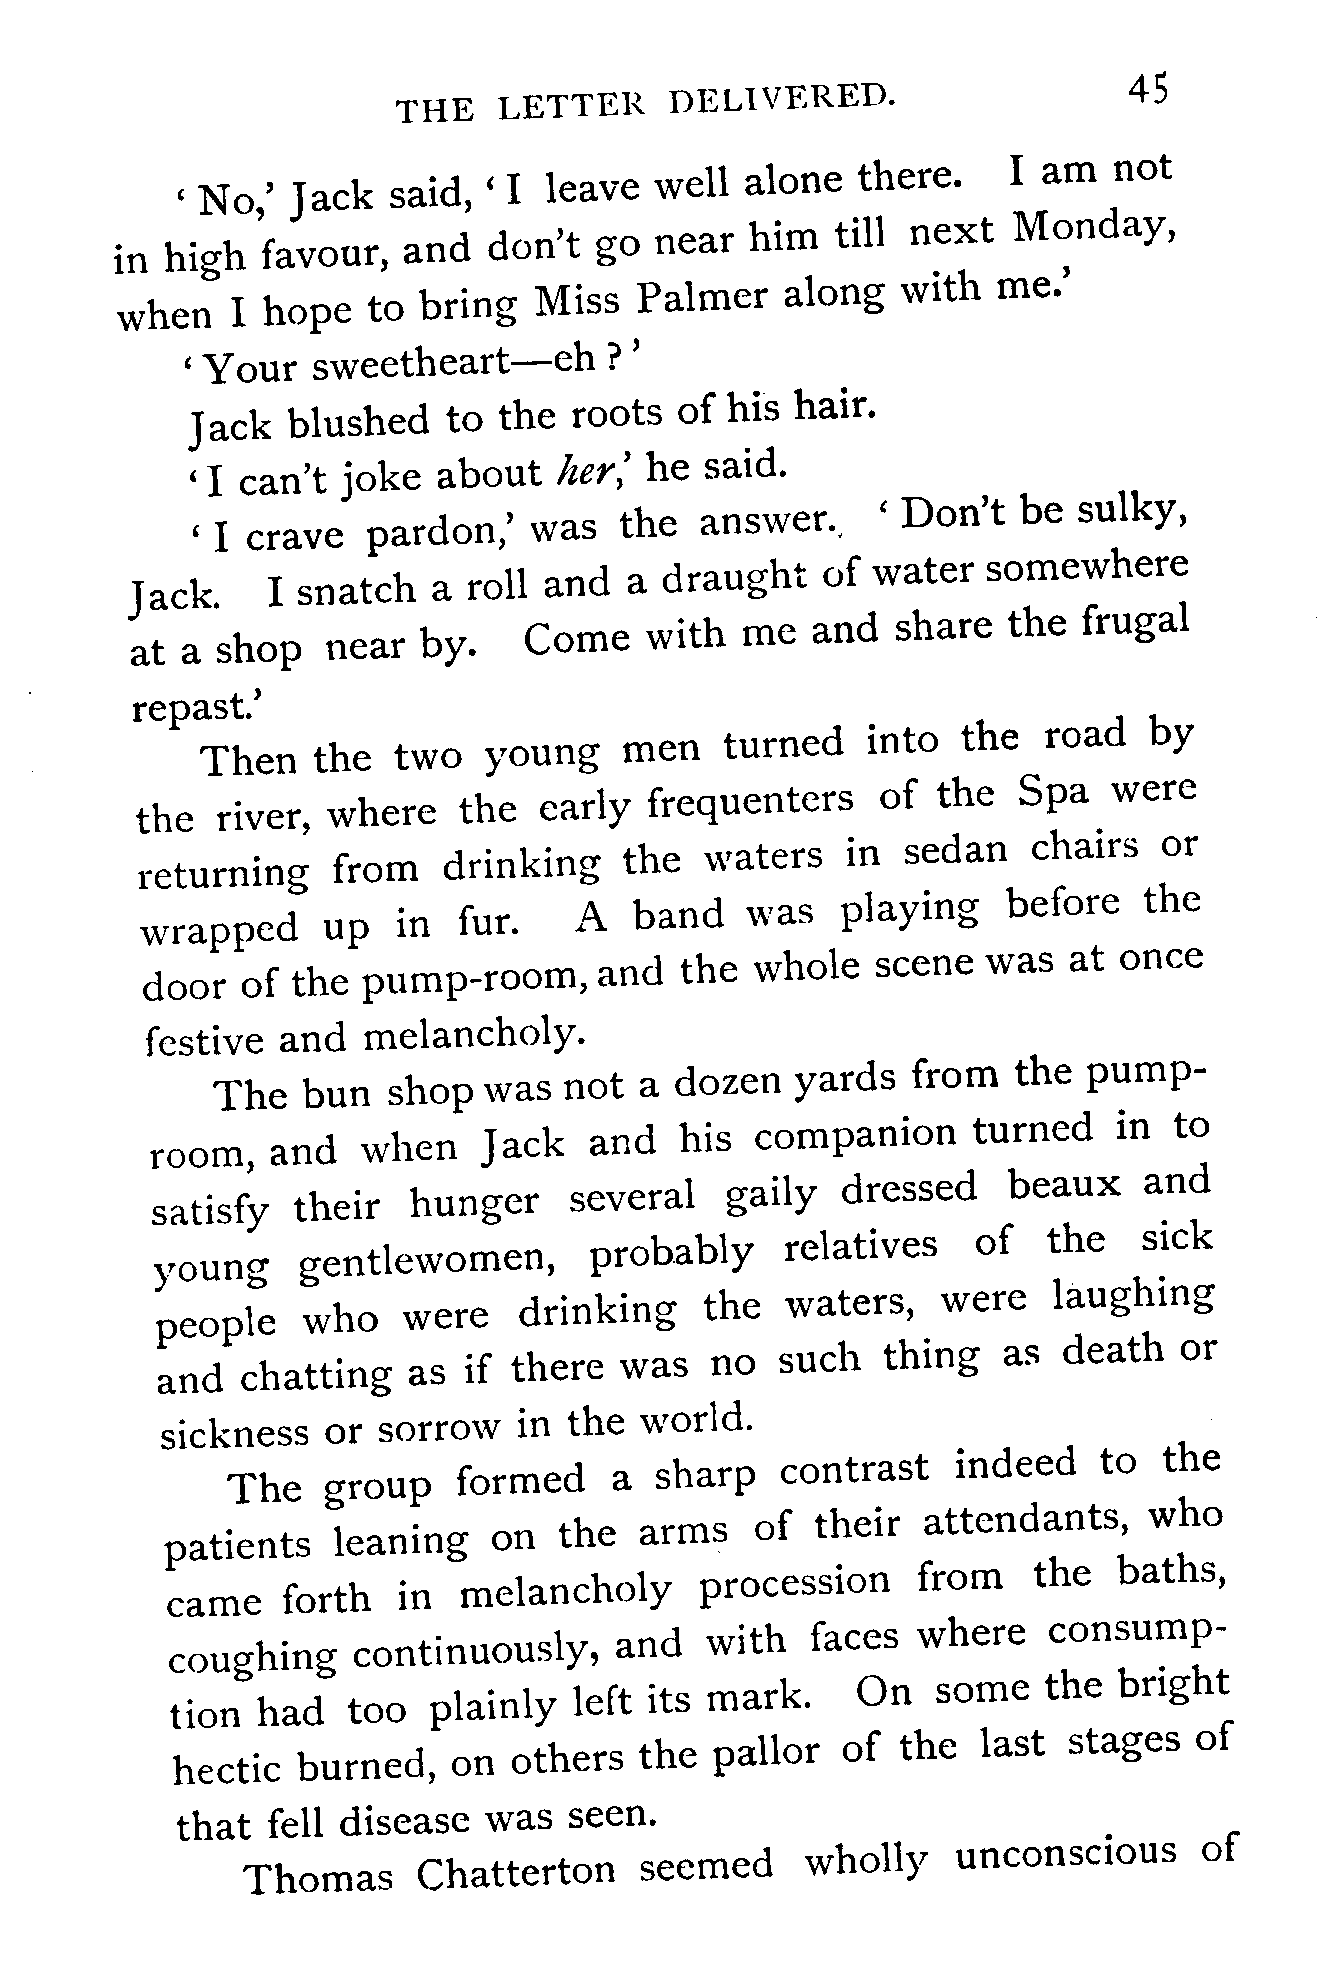 THE LETTER DELIVERED. 45
‘ No,’ Jack said, ‘ I leave well alone there. I am not
in high favour, and don’t go near him till next Monday,
when I hope to bring Miss Palmer along with me.’
‘ Your sweetheart—eh ? ’
Jack blushed to the roots of his hair.
‘ I can’t joke about her,’ he said.
‘ I crave pardon,’ was the answer. ‘ Don’t be sulky,
Jack. I snatch a roll and a draught of water somewhere
at a shop near by. Come with me and share the frugal
repast.’
Then the two young men turned into the road by
the river, where the early frequenters of the Spa were
returning from drinking the waters in sedan chairs or
wrapped up in fur. A band was playing before the
door of the pump-room, and the whole scene was at once
festive and melancholy.
The bun shop was not a dozen yards from the pump-
room, and when Jack and his companion turned in to
satisfy their hunger several gaily dressed beaux and
young gentlewomen, probably relatives of the sick
people who were drinking the waters, were laughing
and chatting as if there was no such thing as death or
sickness or sorrow in the world.
The group formed a sharp contrast indeed to the
patients leaning on the arms of their attendants, who
came forth in melancholy procession from the baths,
coughing continuously, and with faces where consump-
tion had too plainly left its mark. On some the bright
hectic burned, on others the pallor of the last stages of
that fell disease was seen.
Thomas Chatterton seemed wholly unconscious of